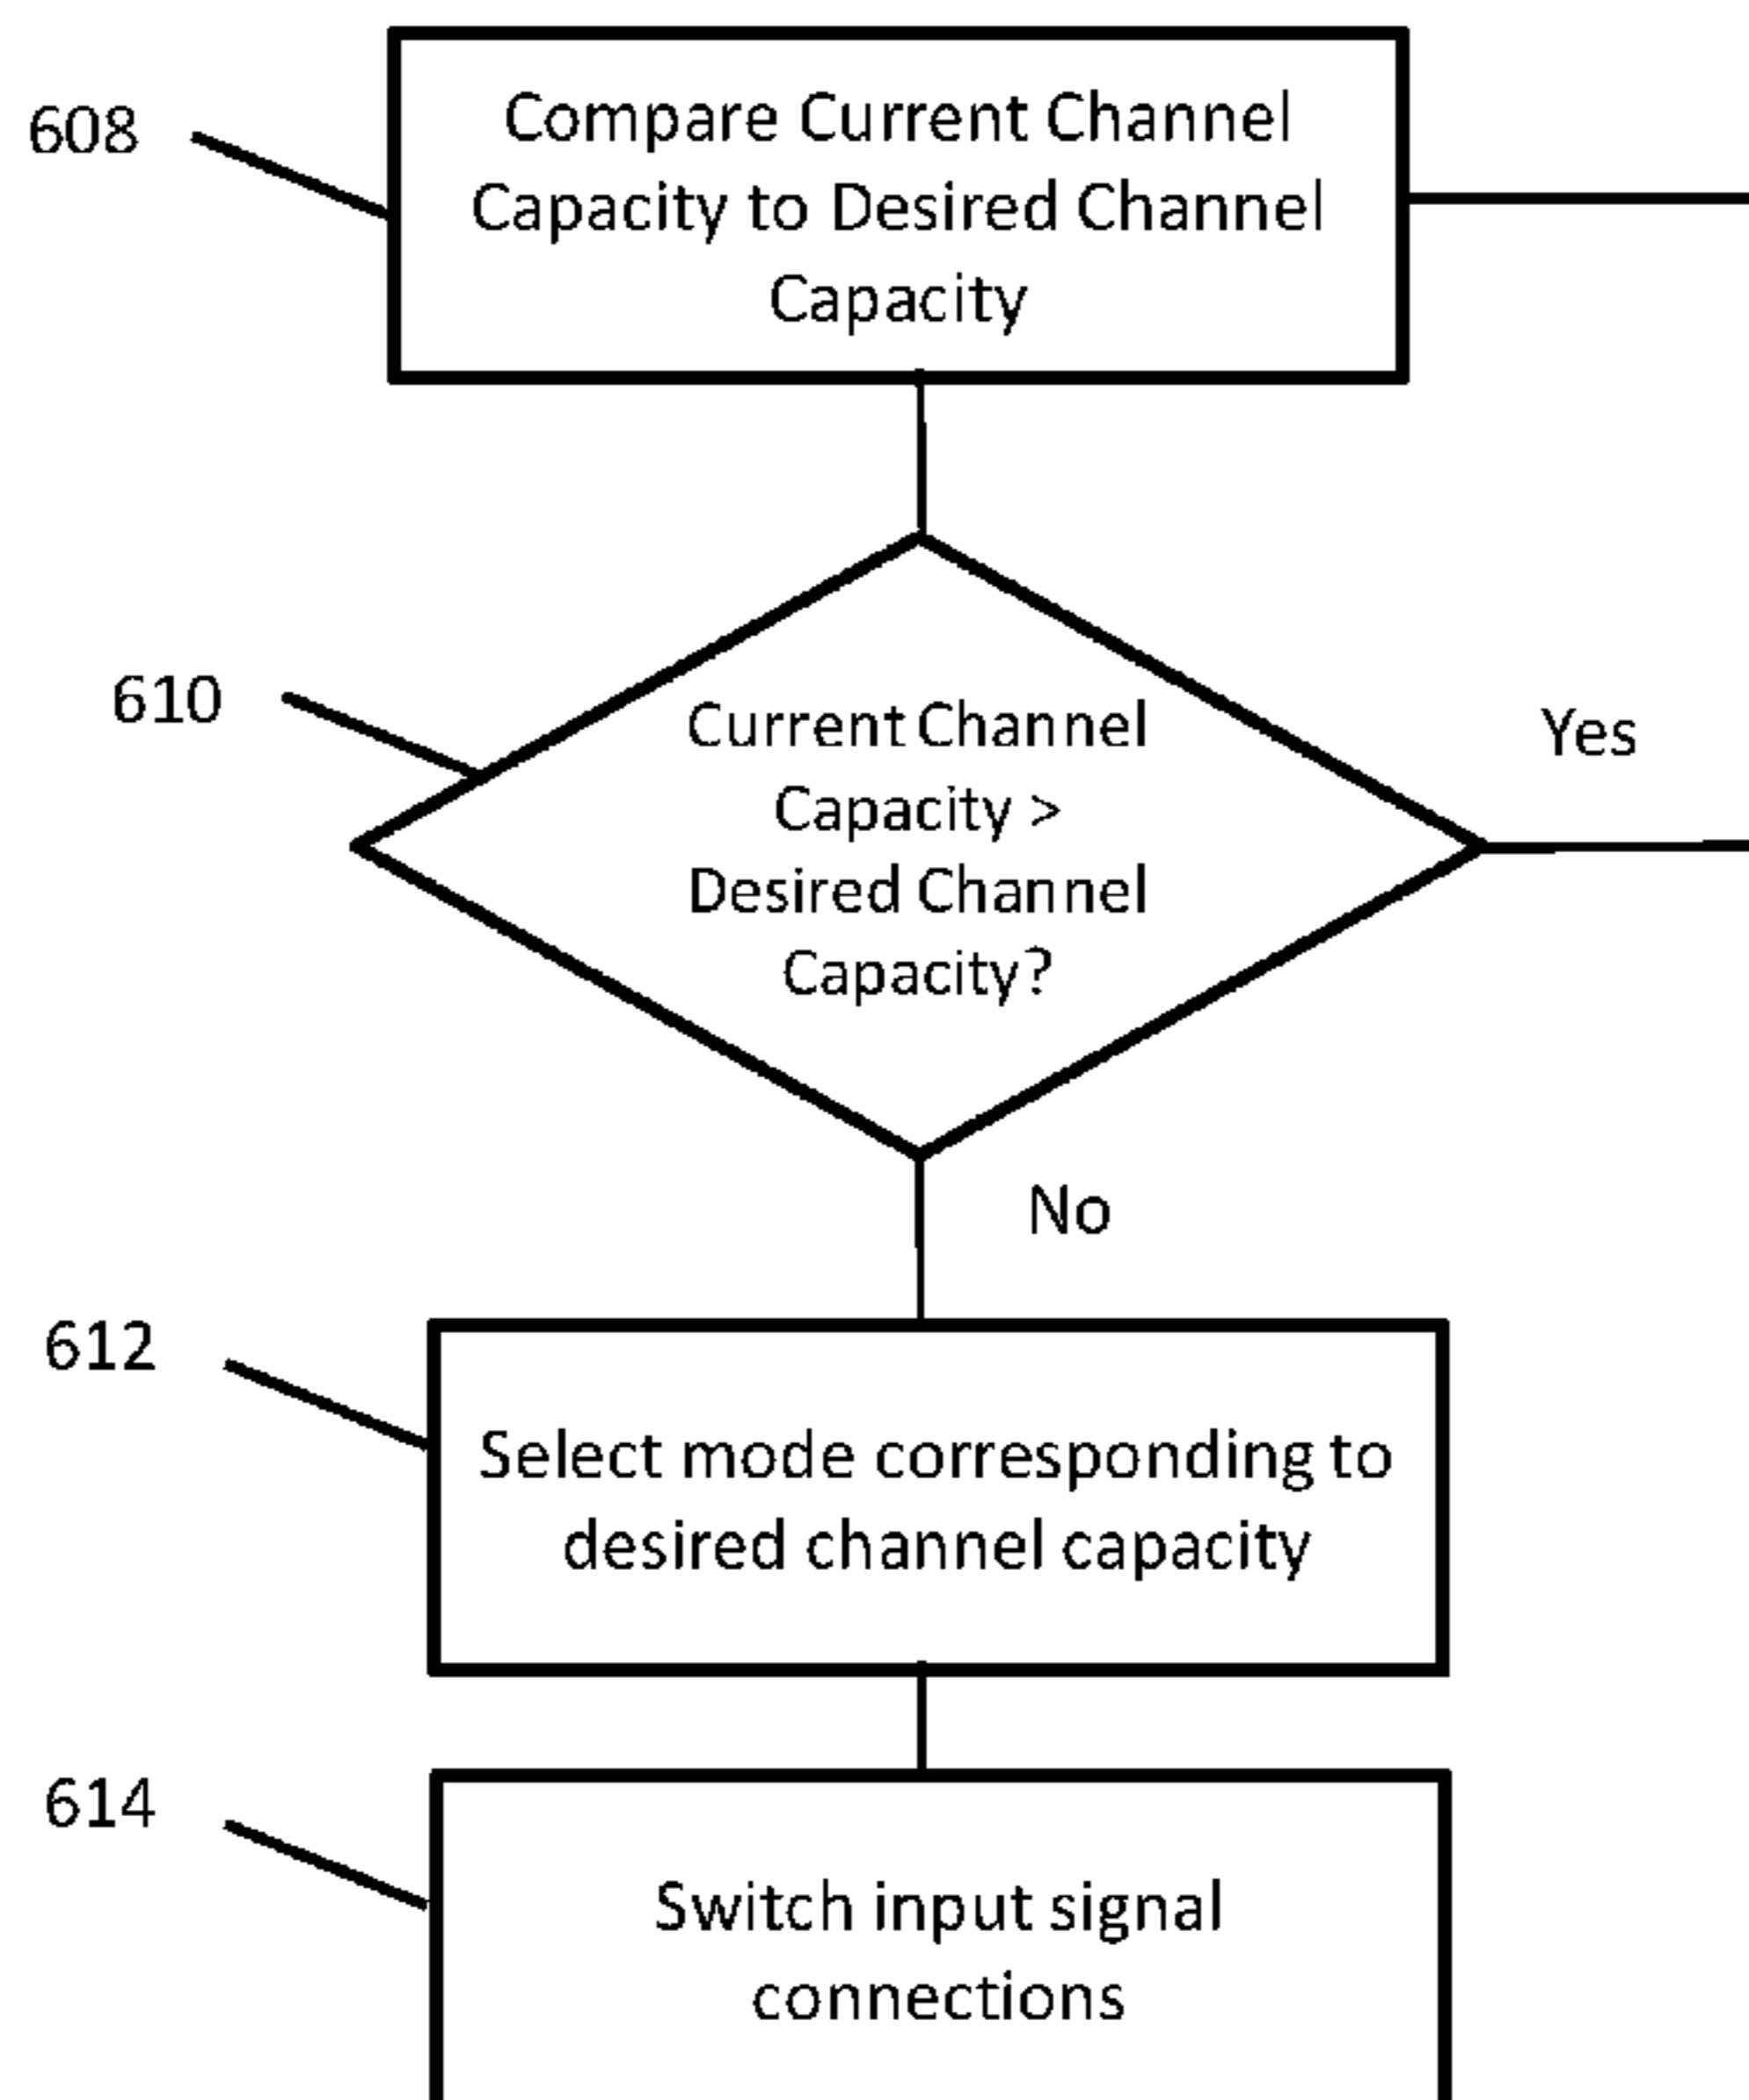 608
Compare Current Channel
Capacity to Desired Channel
Capacity
610
Current Channel
Capacity >
Desired Channel
Capacity?
Yes
No
612
Select mode corresponding to
desired channel capacity
614
Switch input signal
connections